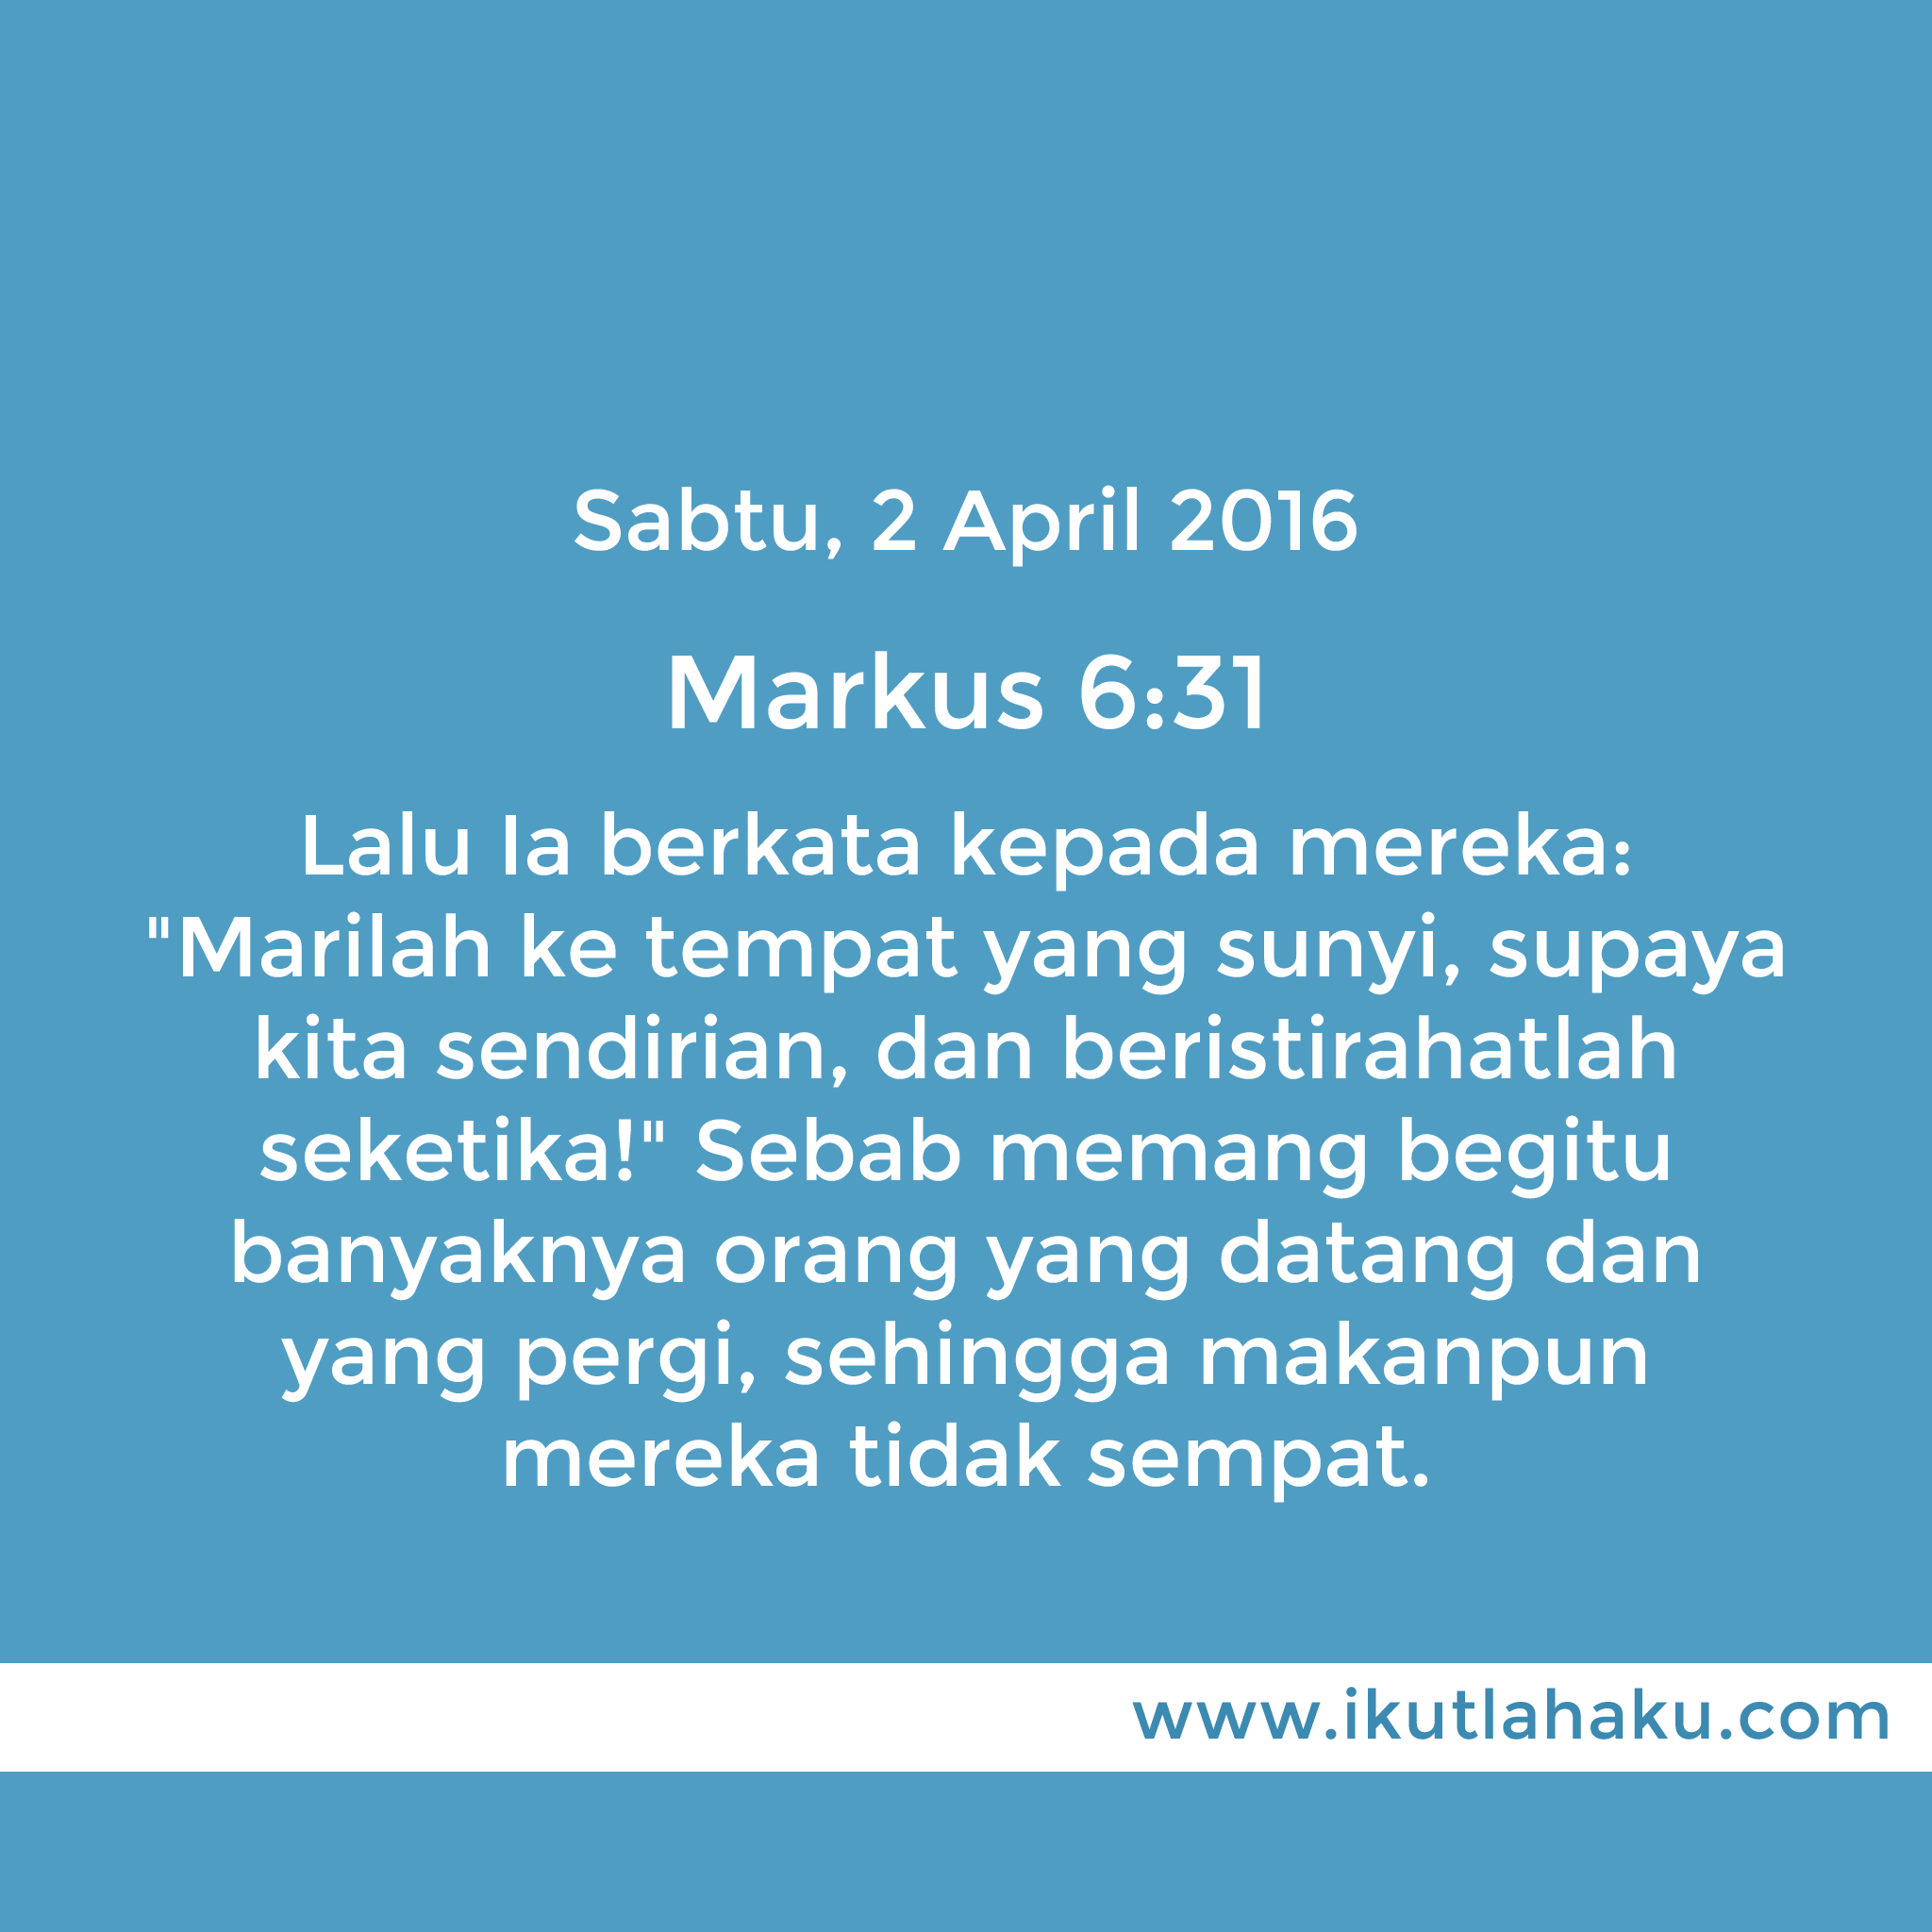 Sabtu, 2 April 2016
Markus 6:31
Lalu Ia berkata kepada mereka:
"Marilah ke tempat yang sunyi, supaya
kita sendirian, dan beristirahatlah
seketika!" Sebab memang begitu
banyaknya orang yang datang dan
yang pergi, sehingga makanpun
mereka tidak sempat.
www.ikutlahaku.com